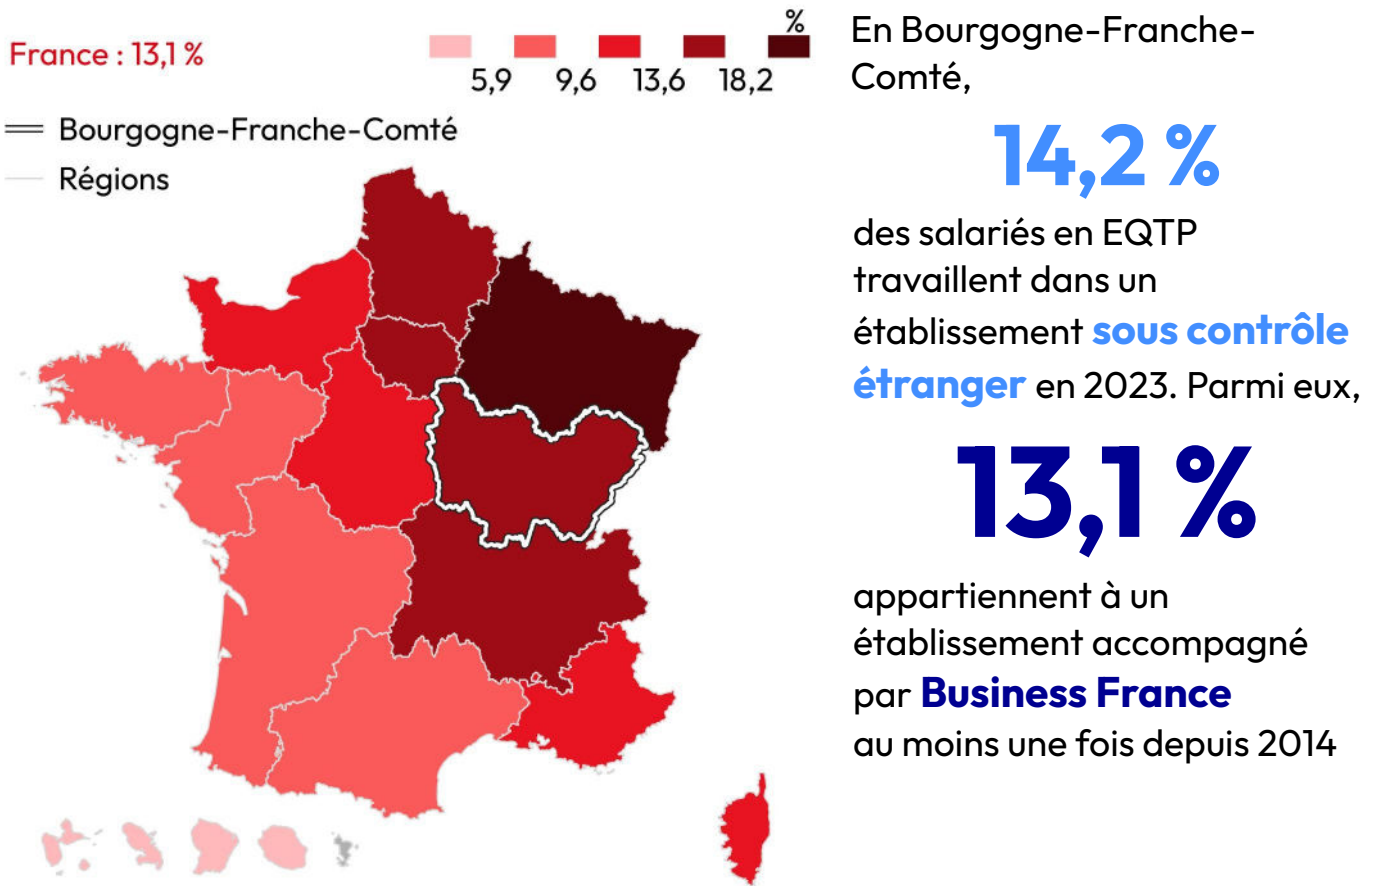 France : 13,1 %
%
5,9 9,6 13,6 18,2
Bourgogne-Franche-Comté
Régions
En Bourgogne-Franche-
Comté,
14,2 %
des salariés en EQTP
travaillent dans un
établissement sous contrôle
étranger en 2023. Parmi eux,
13,1 %
appartiennent à un
établissement accompagné
par Business France
au moins une fois depuis 2014